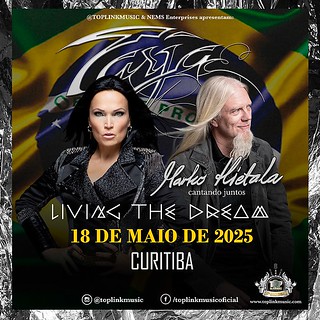 @TOPLINKMUSIC & NEMS Enterprises apresentam:
Tarja
Marko Hietala
cantando juntos
LIVING THE DREAM
18 DE MAIO DE 2025
CURITIBA
@toplinkmusic
/toplinkmusicoficial
www.toplinkmusic.com